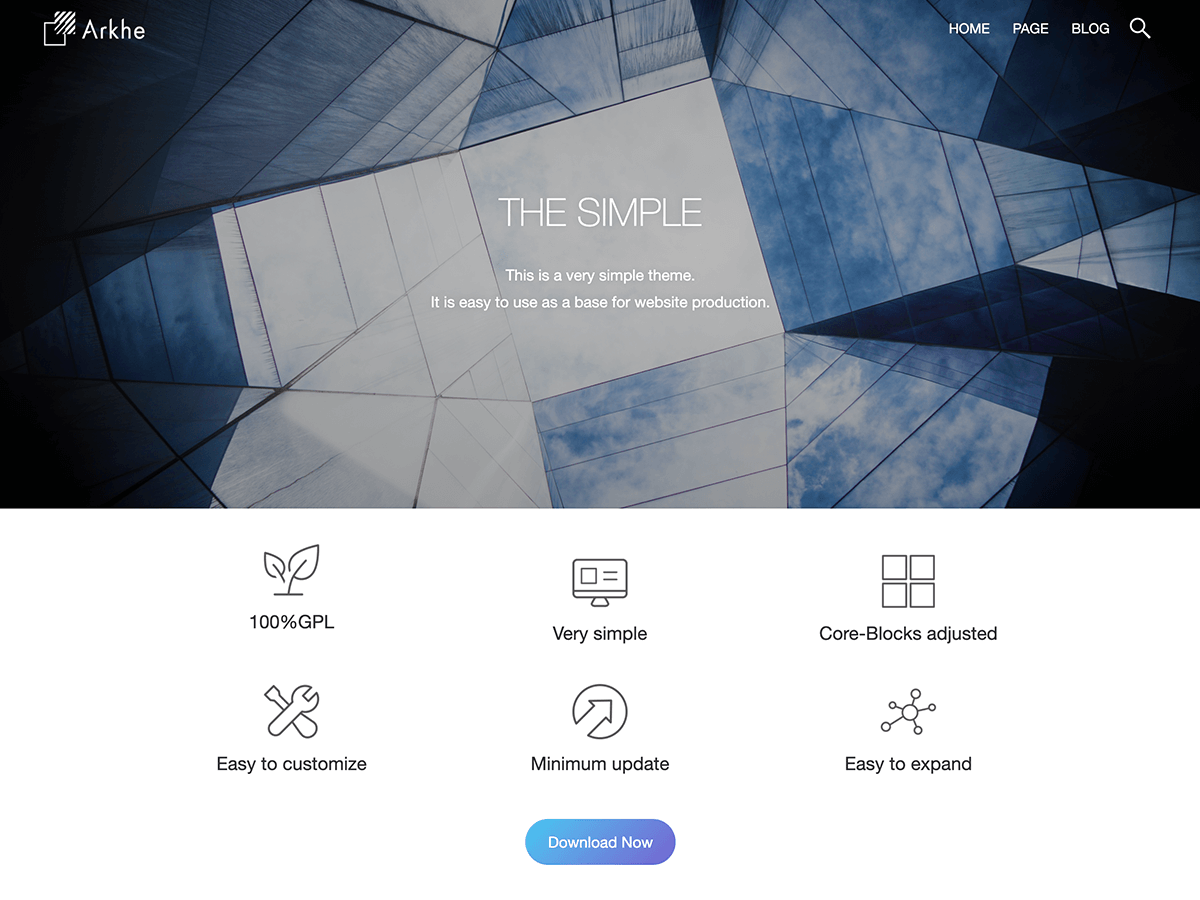 Arkhe
HOME PAGE BLOG
THE SIMPLE
This is a very simple theme.
It is easy to use as a base for website production.
100%GPL
Very simple
Core-Blocks adjusted
Easy to customize
Minimum update
Easy to expand
Download Now